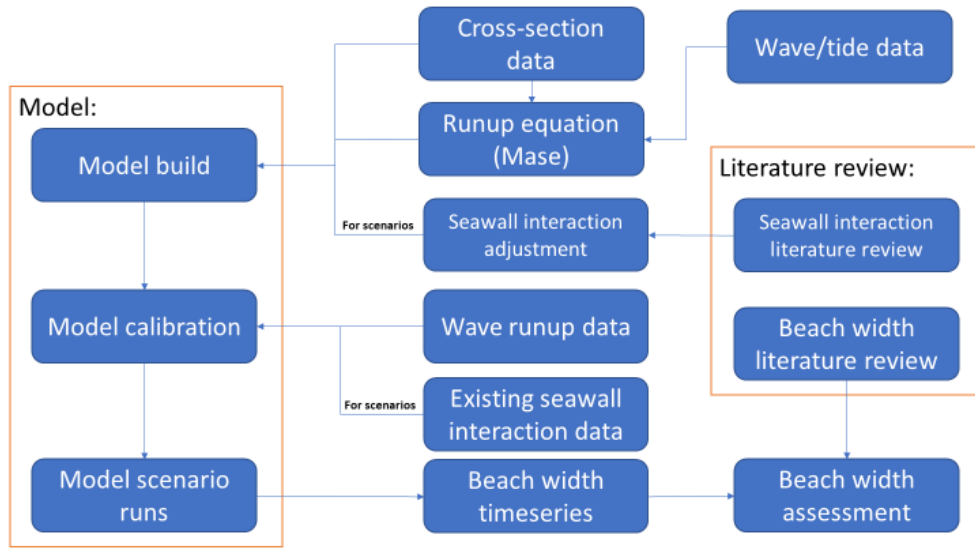 Cross-section
data
Wave/tide data
Model:
Runup equation
(Mase)
Model build
Literature review:
For scenarios
Seawall interaction
adjustment
Seawall interaction
literature review
Model calibration
Wave runup data
Beach width
literature review
For scenarios
Existing seawall
interaction data
Model scenario
runs
Beach width
timeseries
Beach width
assessment